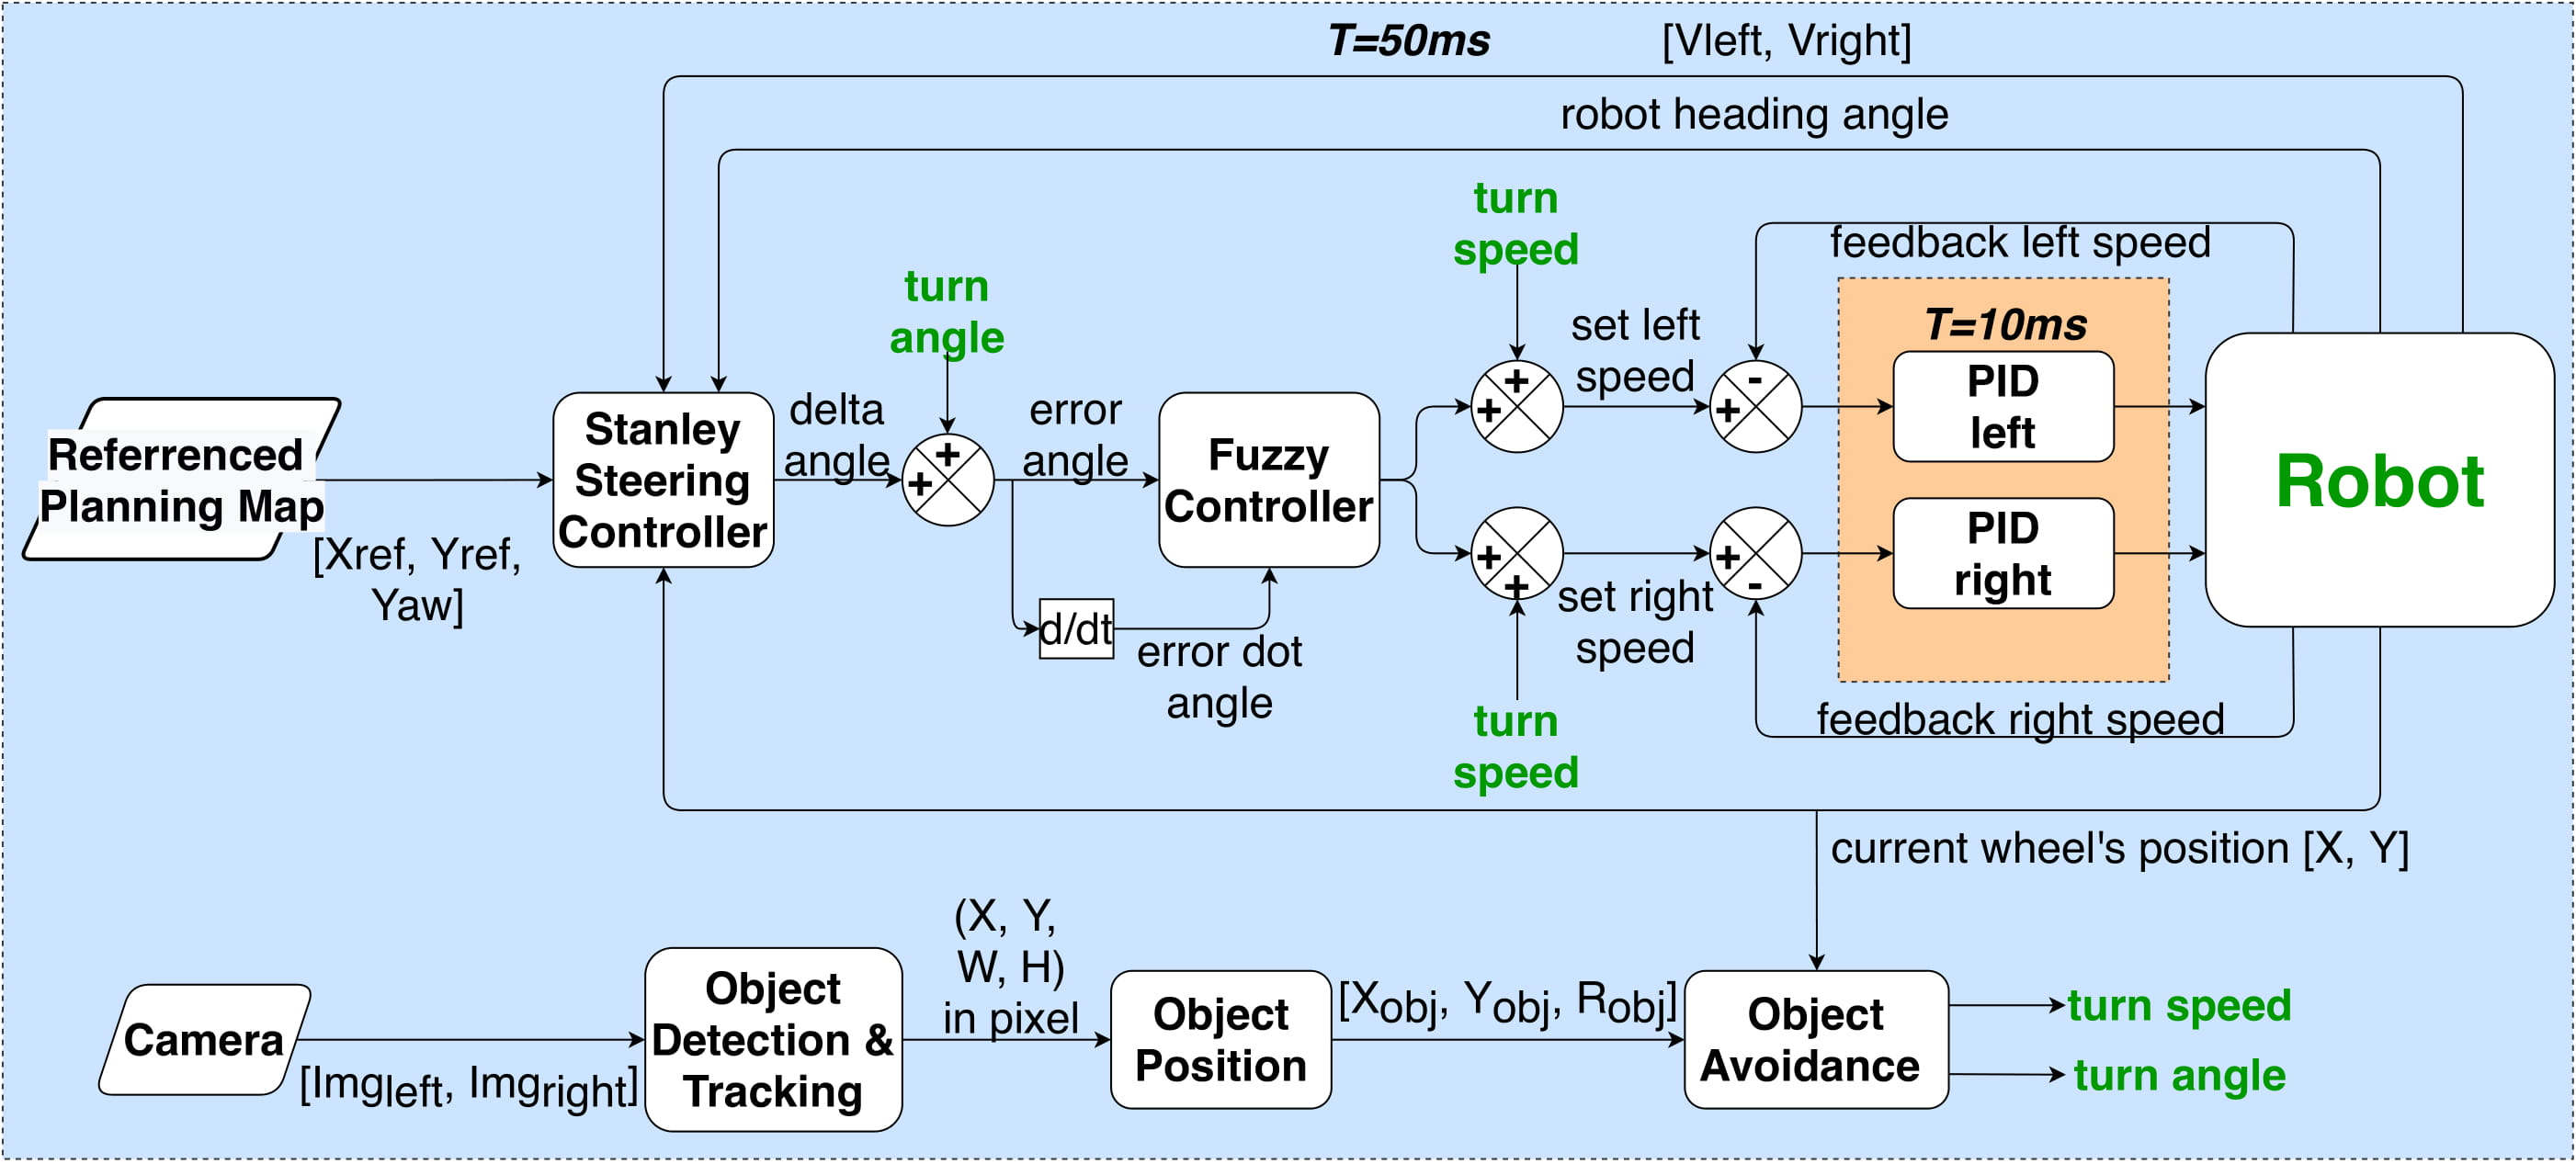 T=50ms
[Vleft, Vright]
robot heading angle
turn
speed
feedback left speed
turn
angle
T=10ms
set left
speed
+
+
-
+
PID
left
Referrenced
Planning Map
[Xref, Yref,
Yaw]
Stanley
Steering
Controller
delta
angle
+
+
error
angle
Fuzzy
Controller
Robot
+
+
+
-
PID
right
set right
speed
d/dt
error dot
angle
turn
speed
feedback right speed
current wheel's position [X, Y]
(X, Y,
W, H)
in pixel
Camera
[Imgleft, Imgright]
Object
Detection &
Tracking
Object
Position
[Xobj, Yobj, Robj]
Object
Avoidance
turn speed
turn angle